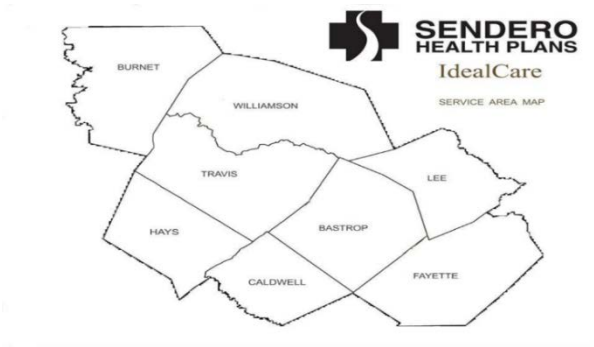 SENDERO
HEALTH PLANS
IdealCare
SERVICE AREA MAP
BURNET
WILLIAMSON
TRAVIS
LEE
HAYS
BASTROP
CALDWELL
FAYETTE